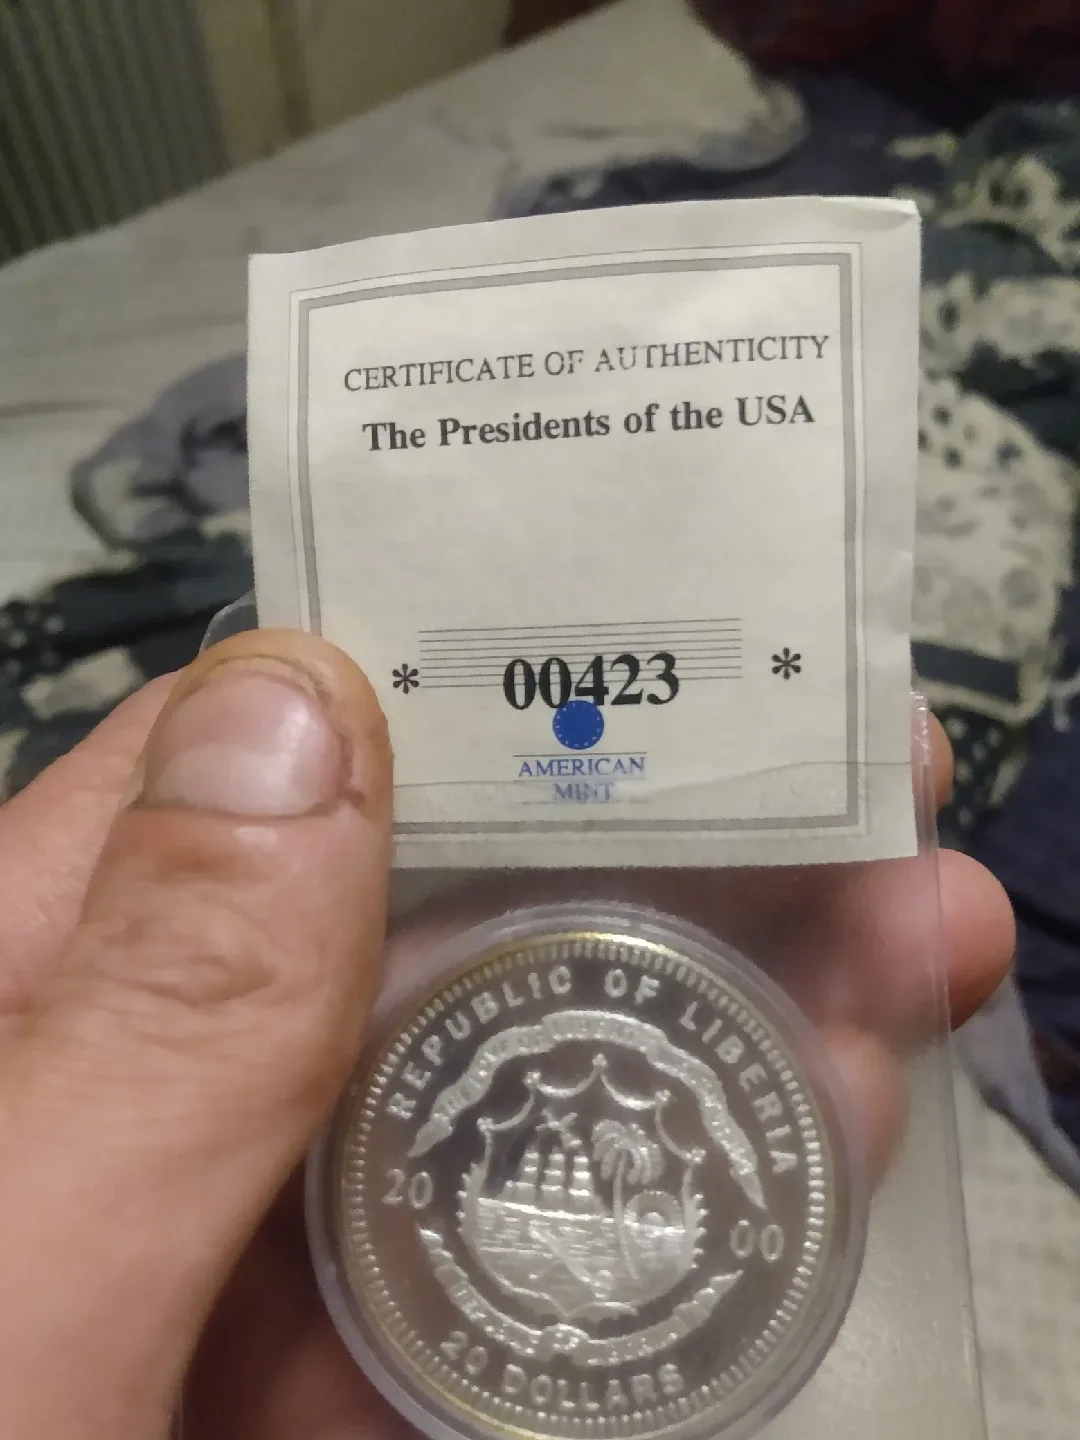 CERTIFICATE OF AUTHENTICITY
The Presidents of the USA
* 00423 *
AMERICAN
MINT
REPUBLIC OF LIBERIA
20 00
20 DOLLARS